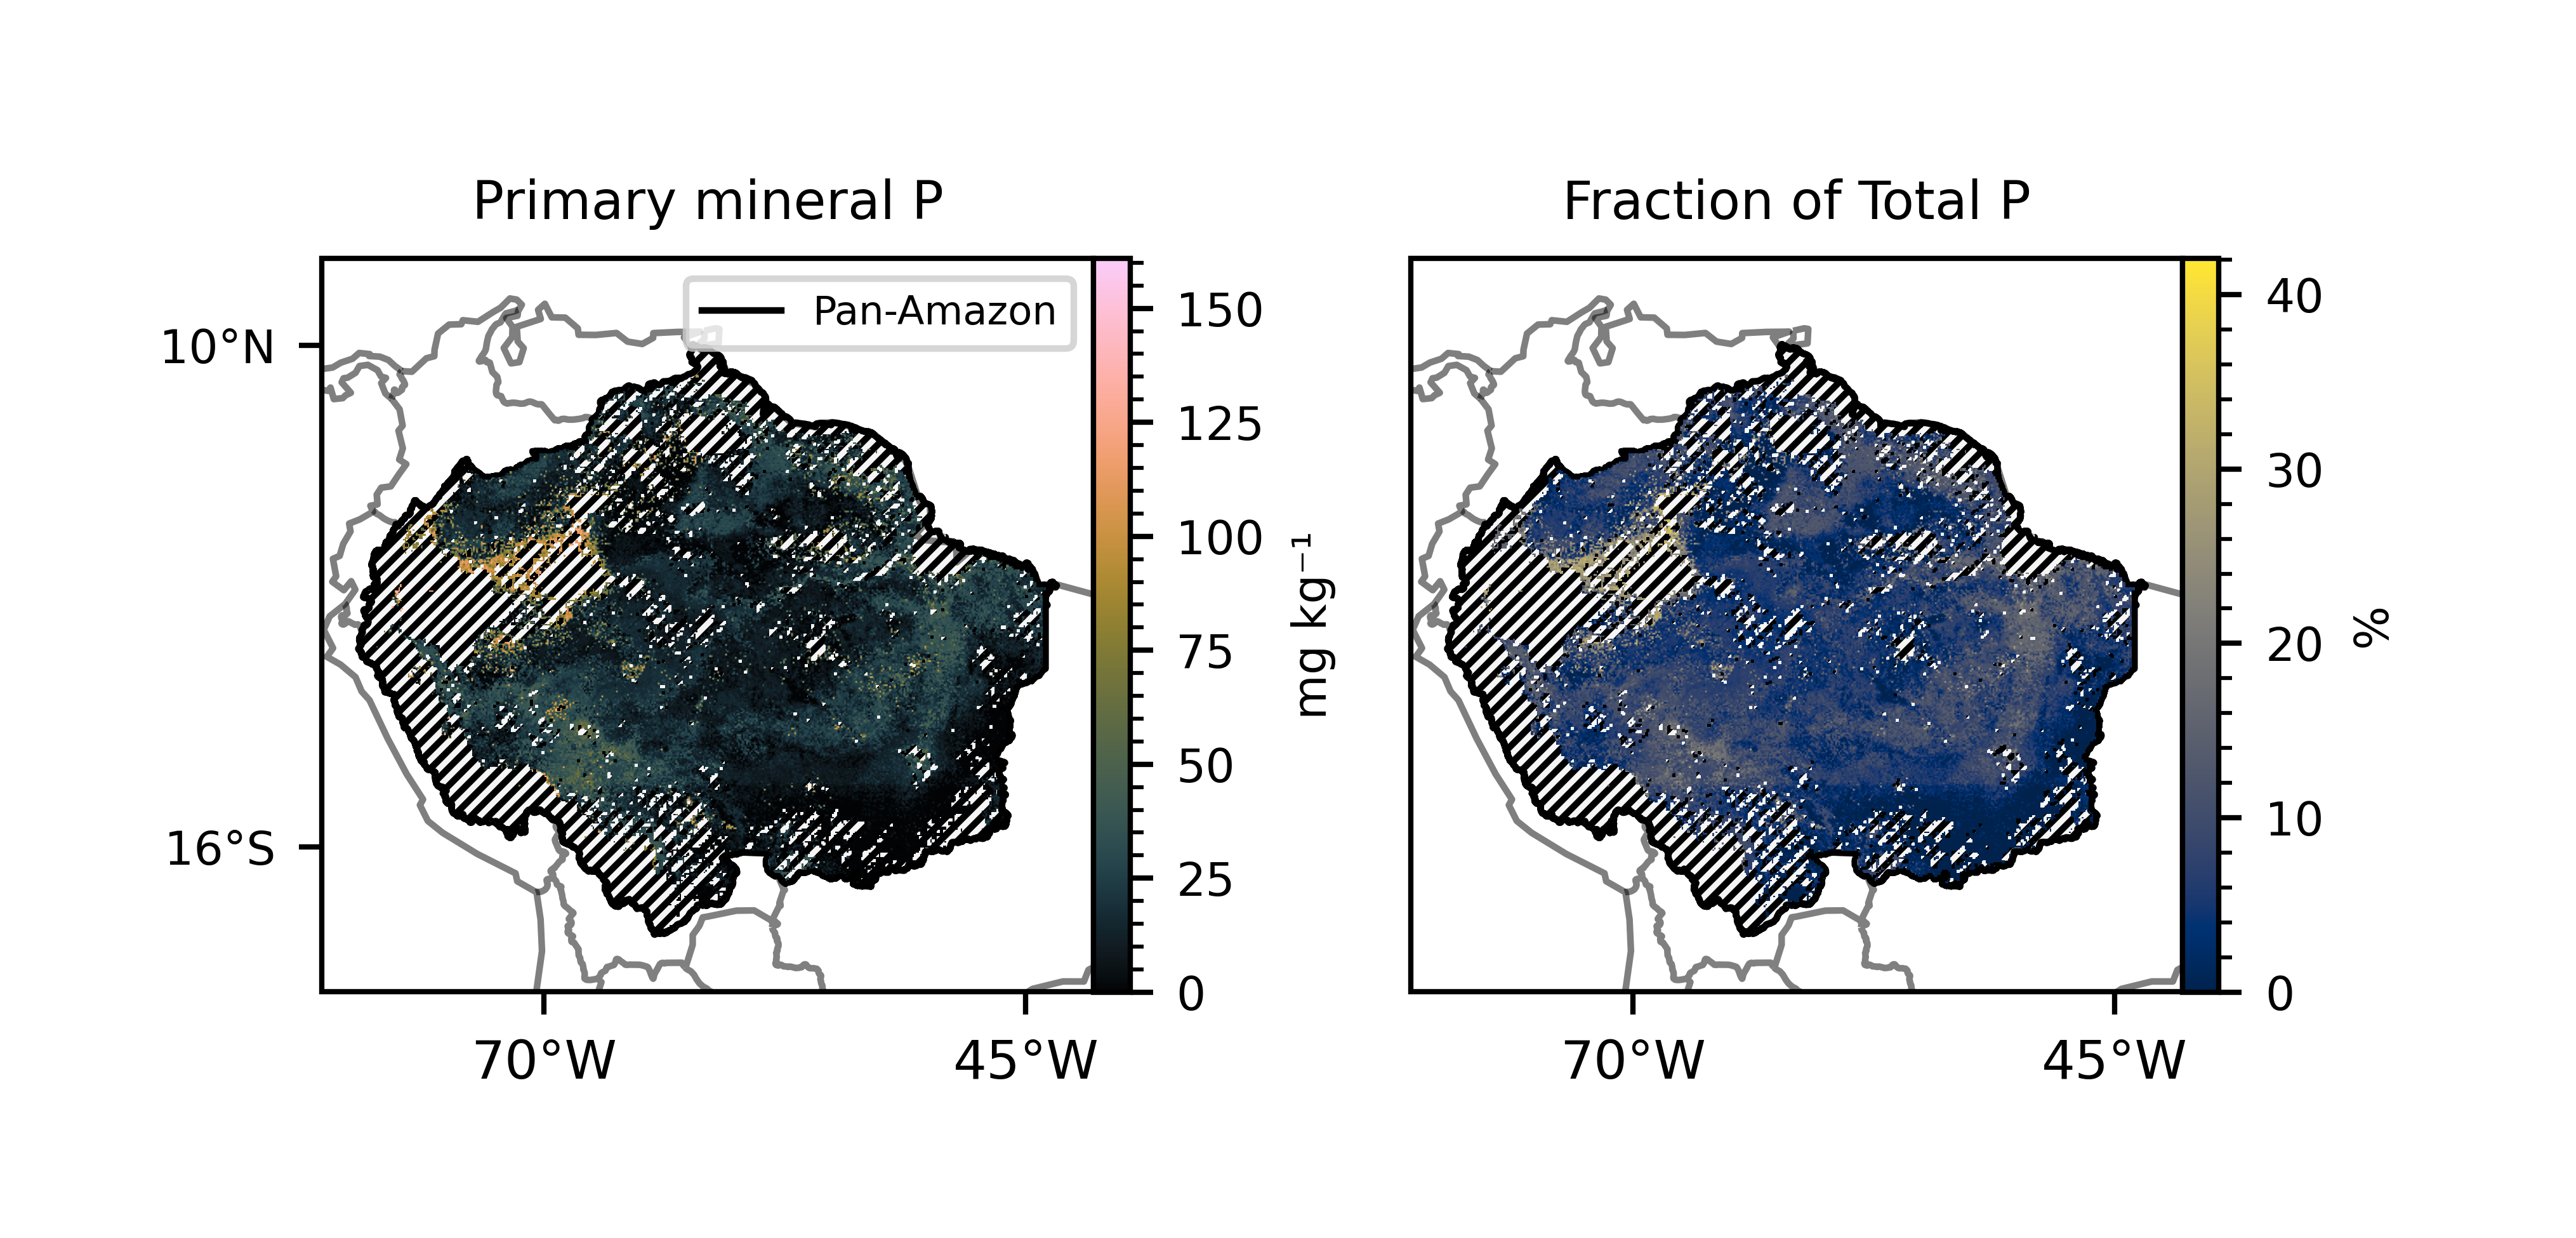 Primary mineral P
Fraction of Total P
Pan-Amazon
10°N
16°S
70°W
45°W
150
125
100
75
50
25
0
mg kg⁻¹
70°W
45°W
40
30
20
10
0
%